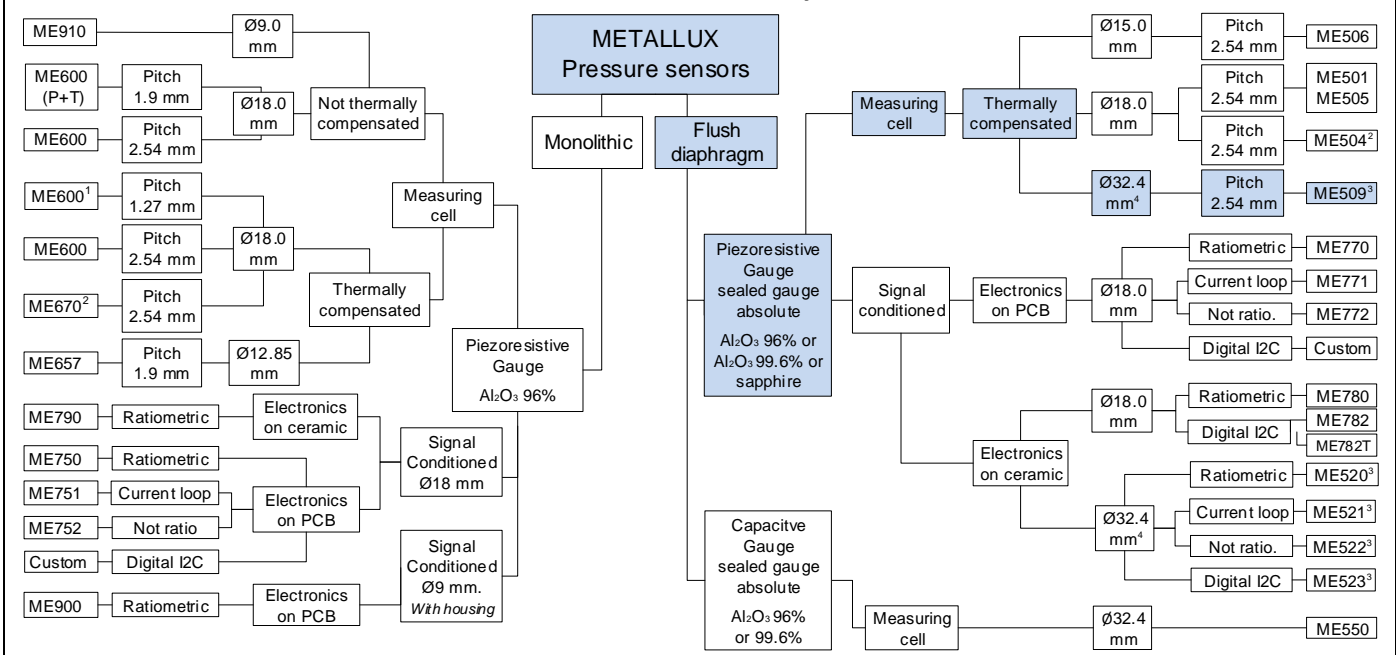 METALLUX
Pressure sensors
Monolithic
Flush
diaphragm
ME910
Ø9.0
mm
ME600
(P+T)
Pitch
1.9 mm
Ø18.0
mm
Not thermally
compensated
ME600
Pitch
2.54 mm
ME600¹
Pitch
1.27 mm
Measuring
cell
ME600
Pitch
2.54 mm
Ø18.0
mm
ME670²
Pitch
2.54 mm
Thermally
compensated
ME657
Pitch
1.9 mm
Ø12.85
mm
Piezoresistive
Gauge
Al₂O₃ 96%
ME790
Ratiometric
Electronics
on ceramic
ME750
Ratiometric
Signal
Conditioned
Ø18 mm
ME751
Current loop
Electronics
on PCB
ME752
Not ratio
Custom
Digital I2C
Signal
Conditioned
Ø9 mm.
With housing
ME900
Ratiometric
Electronics
on PCB
Measuring
cell
Thermally
compensated
Ø15.0
mm
Pitch
2.54 mm
ME506
Ø18.0
mm
Pitch
2.54 mm
ME501
ME505
Pitch
2.54 mm
ME504²
Ø32.4
mm⁴
Pitch
2.54 mm
ME509³
Piezoresistive
Gauge
sealed gauge
absolute
Al₂O₃ 96% or
Al₂O₃ 99.6% or
sapphire
Signal
conditioned
Electronics
on PCB
Ø18.0
mm
Ratiometric
ME770
Current loop
ME771
Not ratio.
ME772
Digital I2C
Custom
Electronics
on ceramic
Ø18.0
mm
Ratiometric
ME780
Digital I2C
ME782
ME782T
Ø32.4
mm⁴
Ratiometric
ME520³
Current loop
ME521³
Not ratio.
ME522³
Digital I2C
ME523³
Capacitve
Gauge
sealed gauge
absolute
Al₂O₃ 96%
or 99.6%
Measuring
cell
Ø32.4
mm
ME550